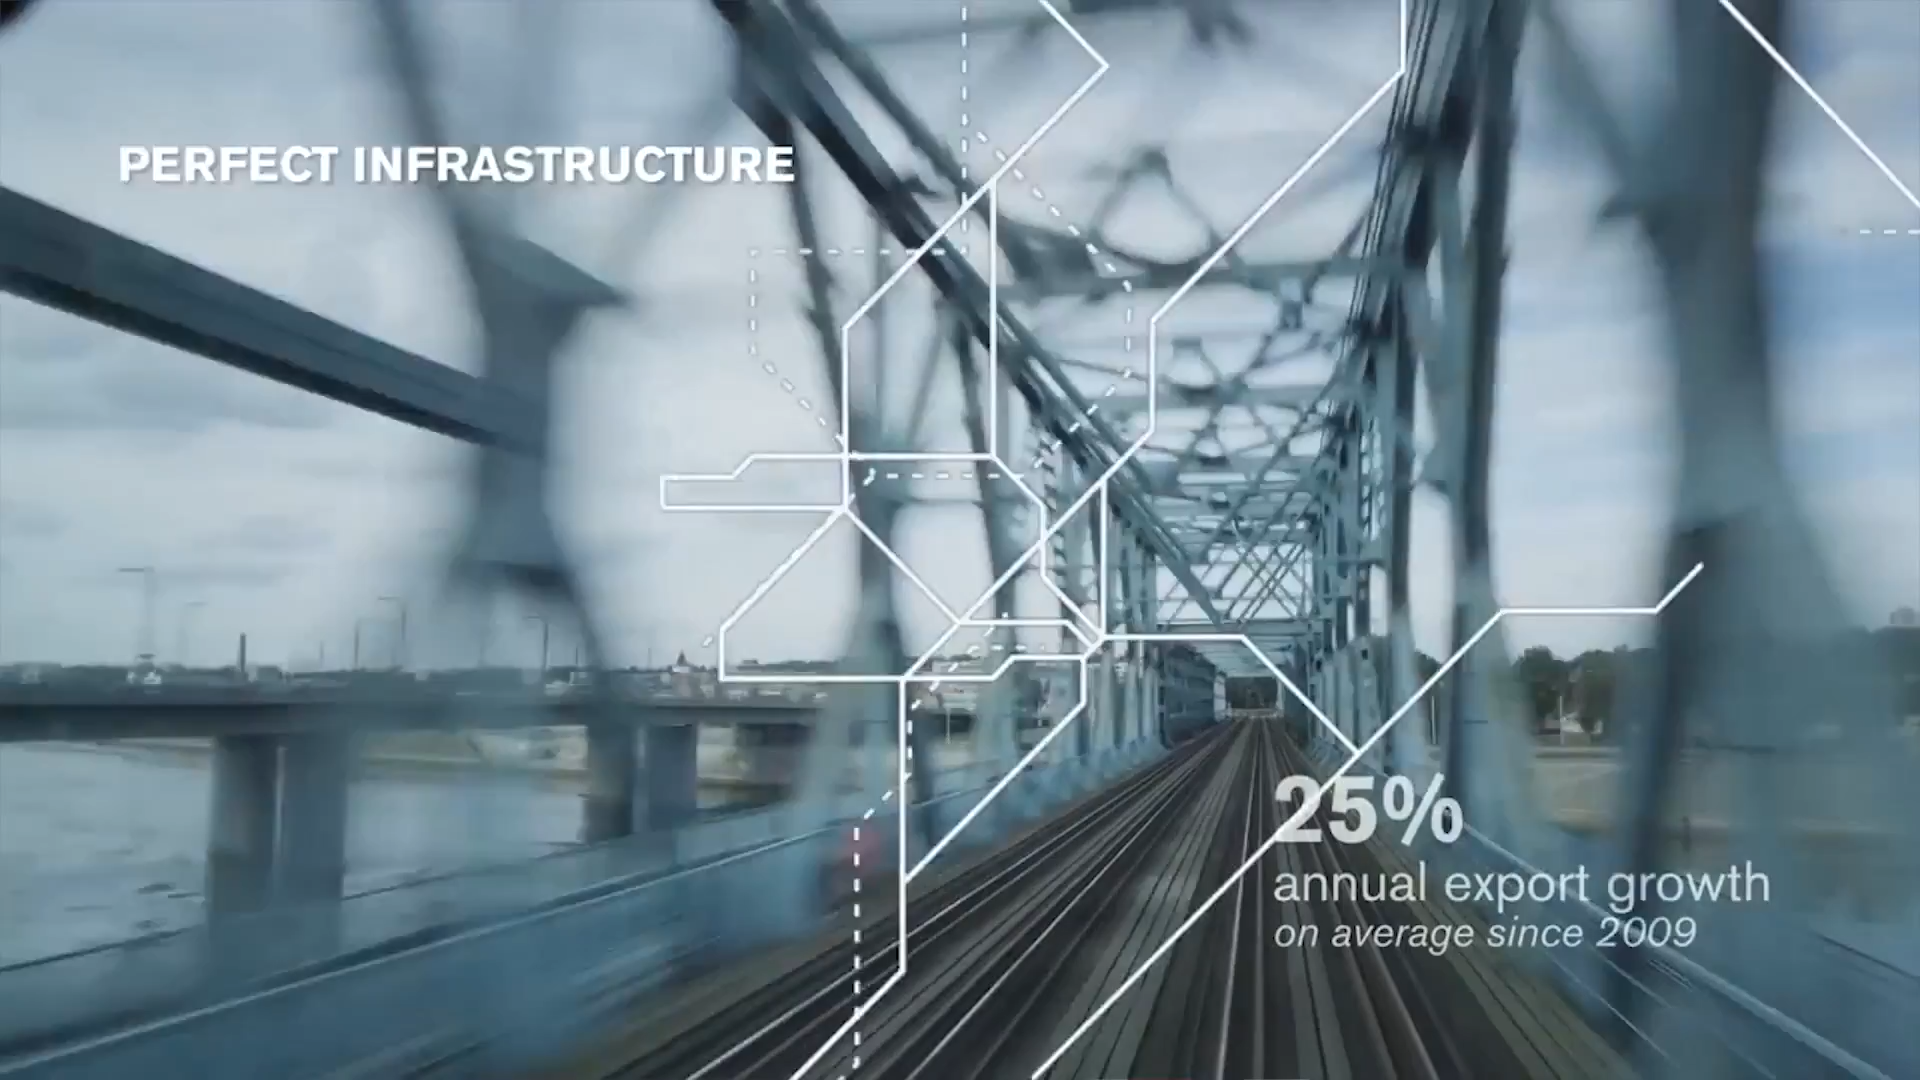 PERFECT INFRASTRUCTURE
25%
annual export growth
on average since 2009